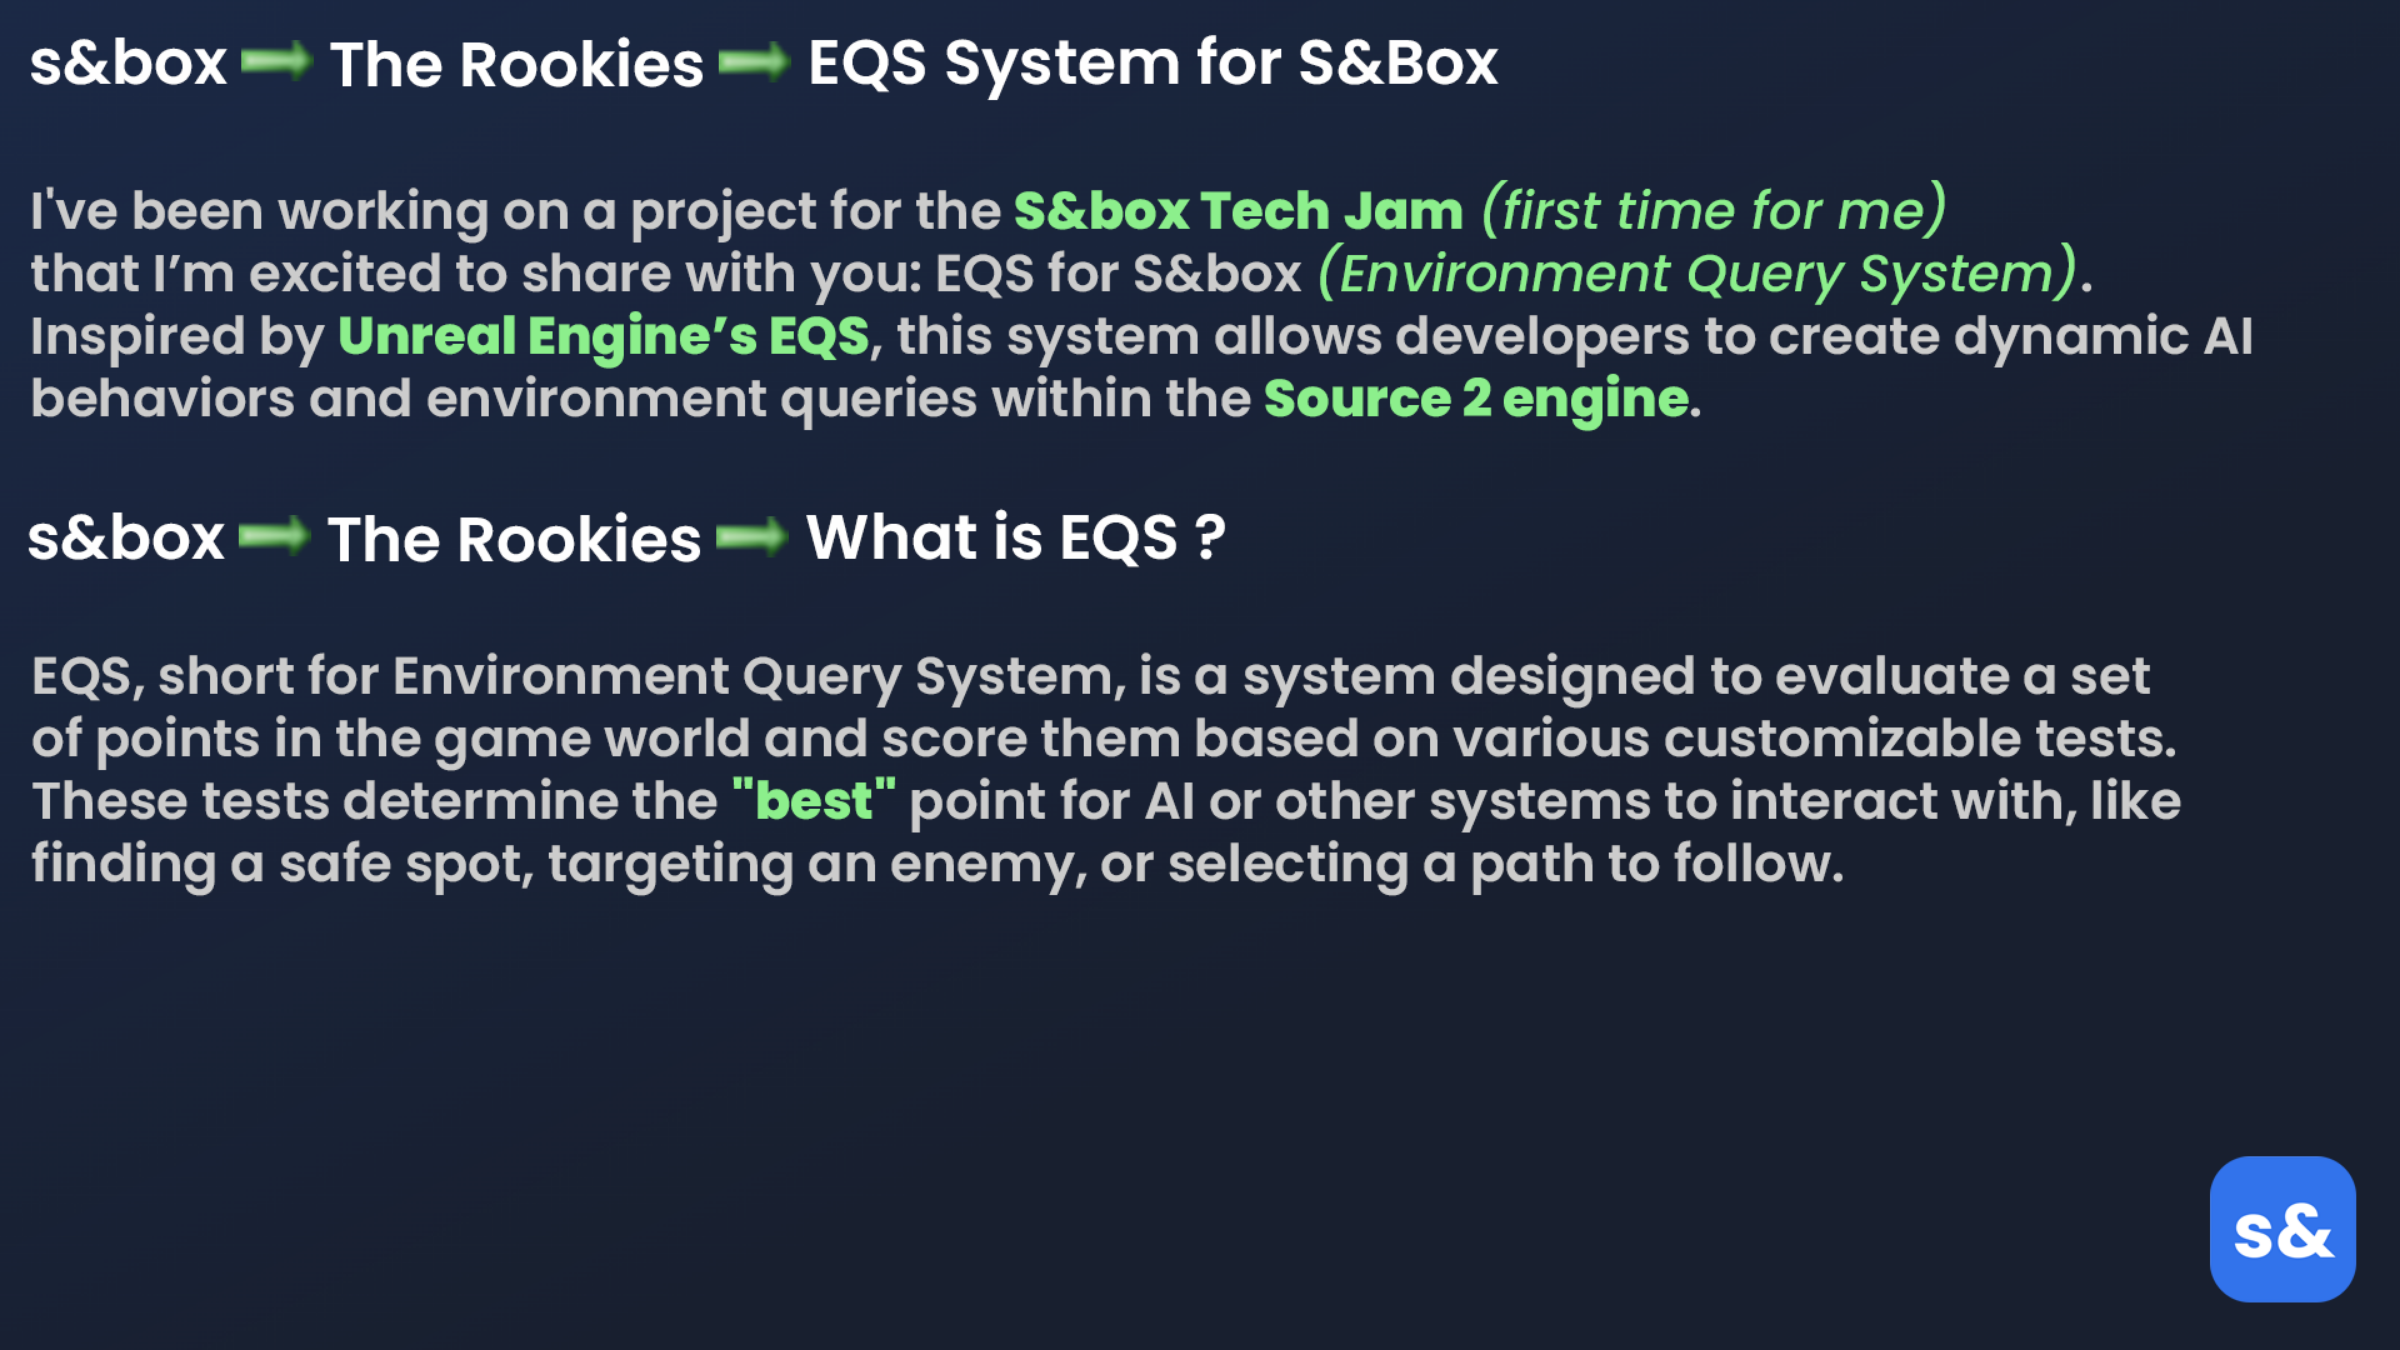 s&box The Rookies EQS System for S&Box
I've been working on a project for the S&box Tech Jam (first time for me)
that I’m excited to share with you: EQS for S&box (Environment Query System).
Inspired by Unreal Engine’s EQS, this system allows developers to create dynamic AI
behaviors and environment queries within the Source 2 engine.
s&box The Rookies What is EQS ?
EQS, short for Environment Query System, is a system designed to evaluate a set
of points in the game world and score them based on various customizable tests.
These tests determine the "best" point for AI or other systems to interact with, like
finding a safe spot, targeting an enemy, or selecting a path to follow.
s&